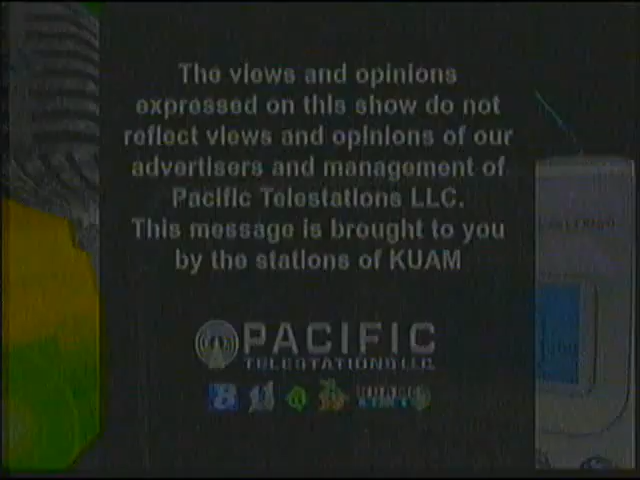 The views and opinions
expressed on this show do not
reflect views and opinions of our
advertisers and management of
Pacific Telestations LLC.
This message is brought to you
by the stations of KUAM
PACIFIC
TELESTATIONS LLC.
8